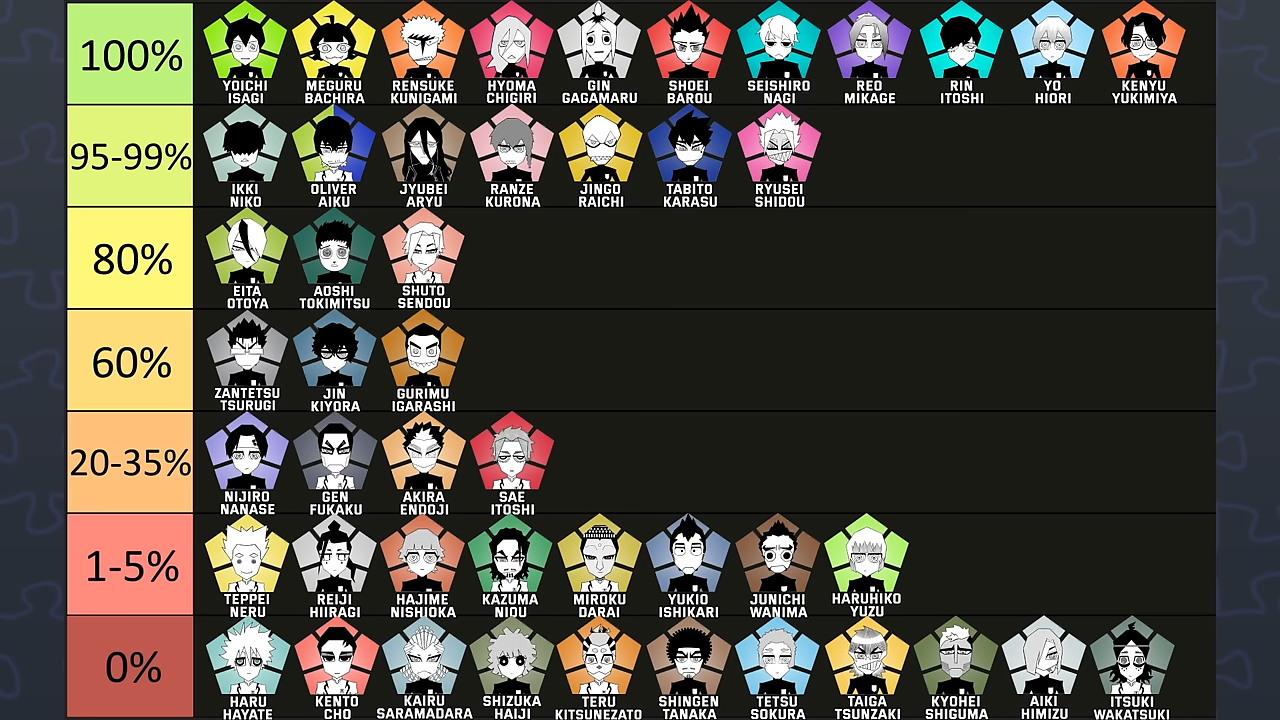 100%
YOICHI ISAGI
MEGURU BACHIRA
RENSUKE KUNIGAMI
HYOMA CHIGIRI
GIN GAGAMARU
SHOEI BAROU
SEISHIRO NAGI
REO MIKAGE
RIN ITOSHI
YO HIORI
KENYU YUKIMIYA
95-99%
IKKI NIKO
OLIVER AIKU
JYUBEI ARYU
RANZE KURONA
JINGO RAICHI
TABITO KARASU
RYUSEI SHIDOU
80%
EITA OTOYA
AOSHI TOKIMITSU
SHUTO SENDOU
60%
ZANTETSU TSURUGI
JIN KIYORA
GURIMU IGARASHI
20-35%
NIJIRO NANASE
GEN FUKAKU
AKIRA ENDOJI
SAE ITOSHI
1-5%
TEPPEI NERU
REIJI HIIRAGI
HAJIME NISHIOKA
KAZUMA NIOU
MIROKU DARAI
YUKIO ISHIKARI
JUNICHI WANIMA
HARUHIKO YUZU
0%
HARU HAYATE
KENTO CHO
KAIRU SARAMADARA
SHIZUKA HAIJI
TERU KITSUNEZATO
SHINGEN TANAKA
TETSU SOKURA
TAIGA TSUNZAKI
KYOHEI SHIGUMA
AIKI HIMIZU
ITSUKI WAKATSUKI